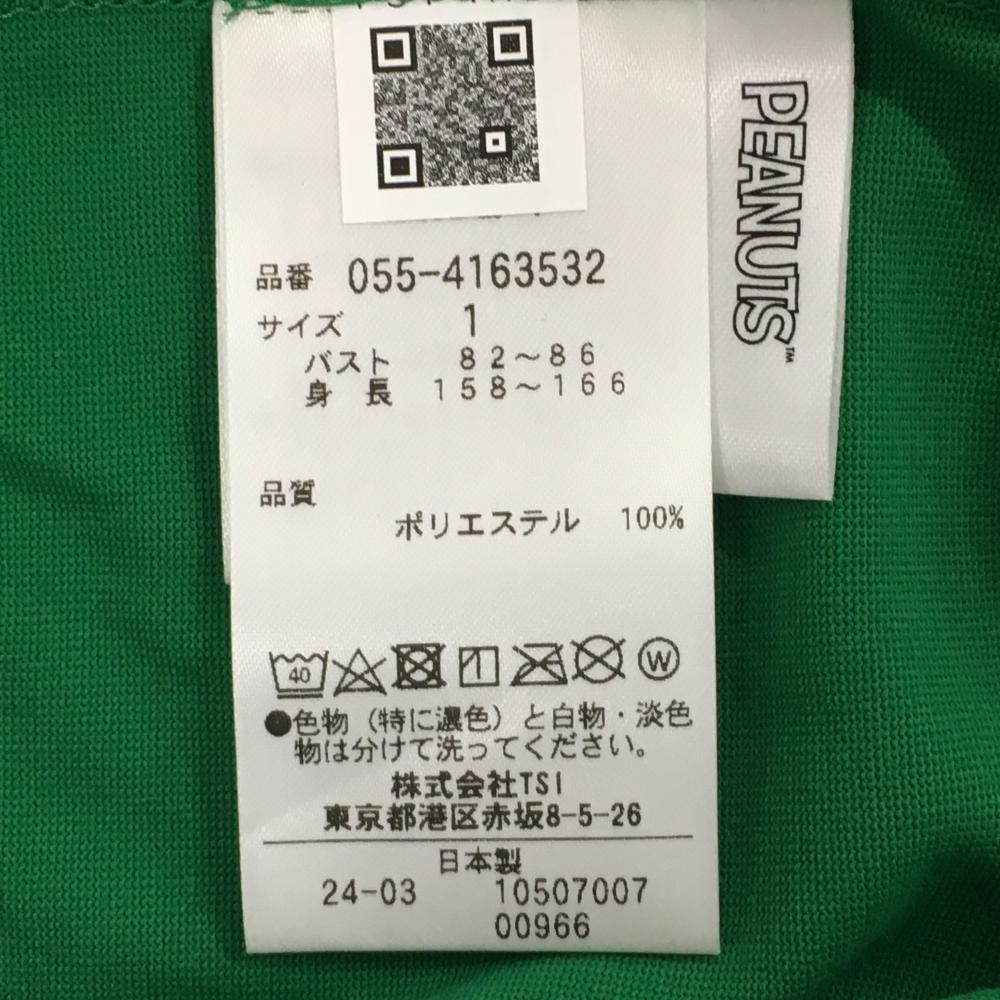 品番 055-4163532
サイズ 1
バスト 82〜86
身長 158〜166
品質
ポリエステル 100%
40
W
●色物（特に濃色）と白物・淡色
物は分けて洗ってください。
株式会社TSI
東京都港区赤坂8-5-26
日本製
24-03 10507007
00966
PEANUTS™